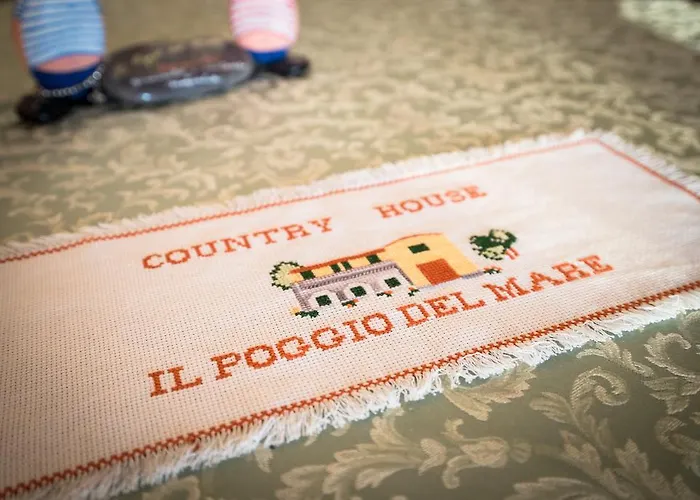 COUNTRY HOUSE
IL POGGIO DEL MARE